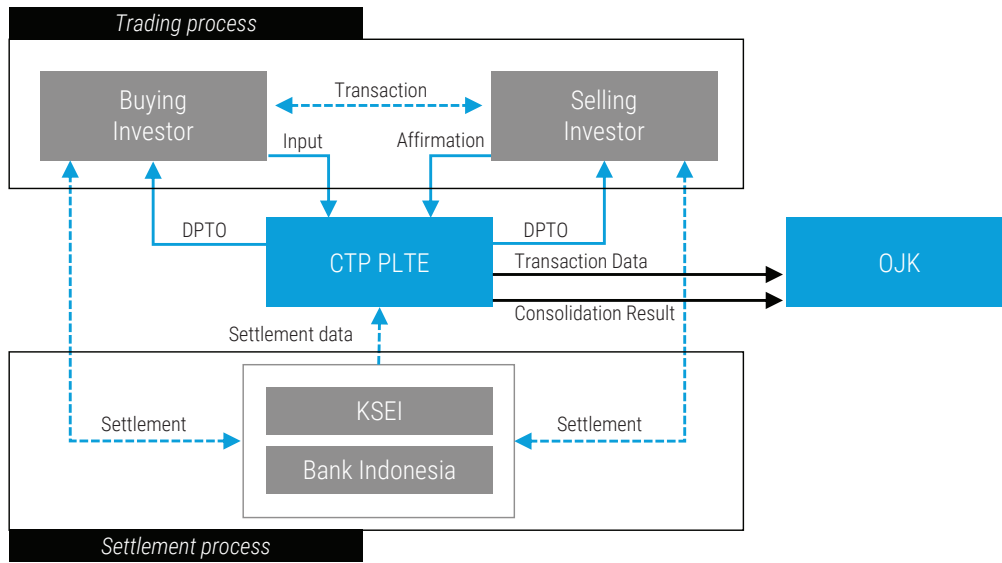 Trading process
Buying
Investor
Transaction
Selling
Investor
Input
Affirmation
DPTO
CTP PLTE
DPTO
Transaction Data
OJK
Consolidation Result
Settlement data
KSEI
Settlement
Settlement
Bank Indonesia
Settlement process